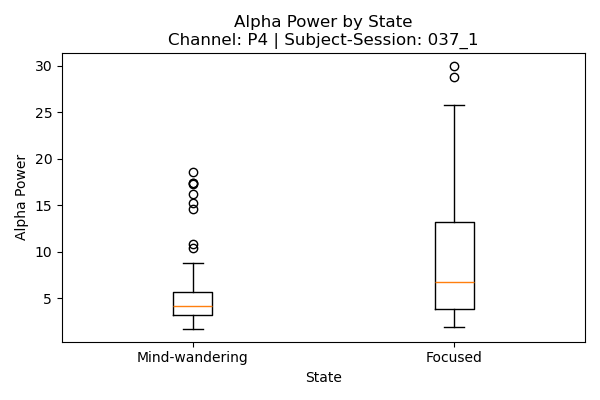 Alpha Power by State
Channel: P4 | Subject-Session: 037_1
Alpha Power
30
25
20
15
10
5
Mind-wandering
Focused
State